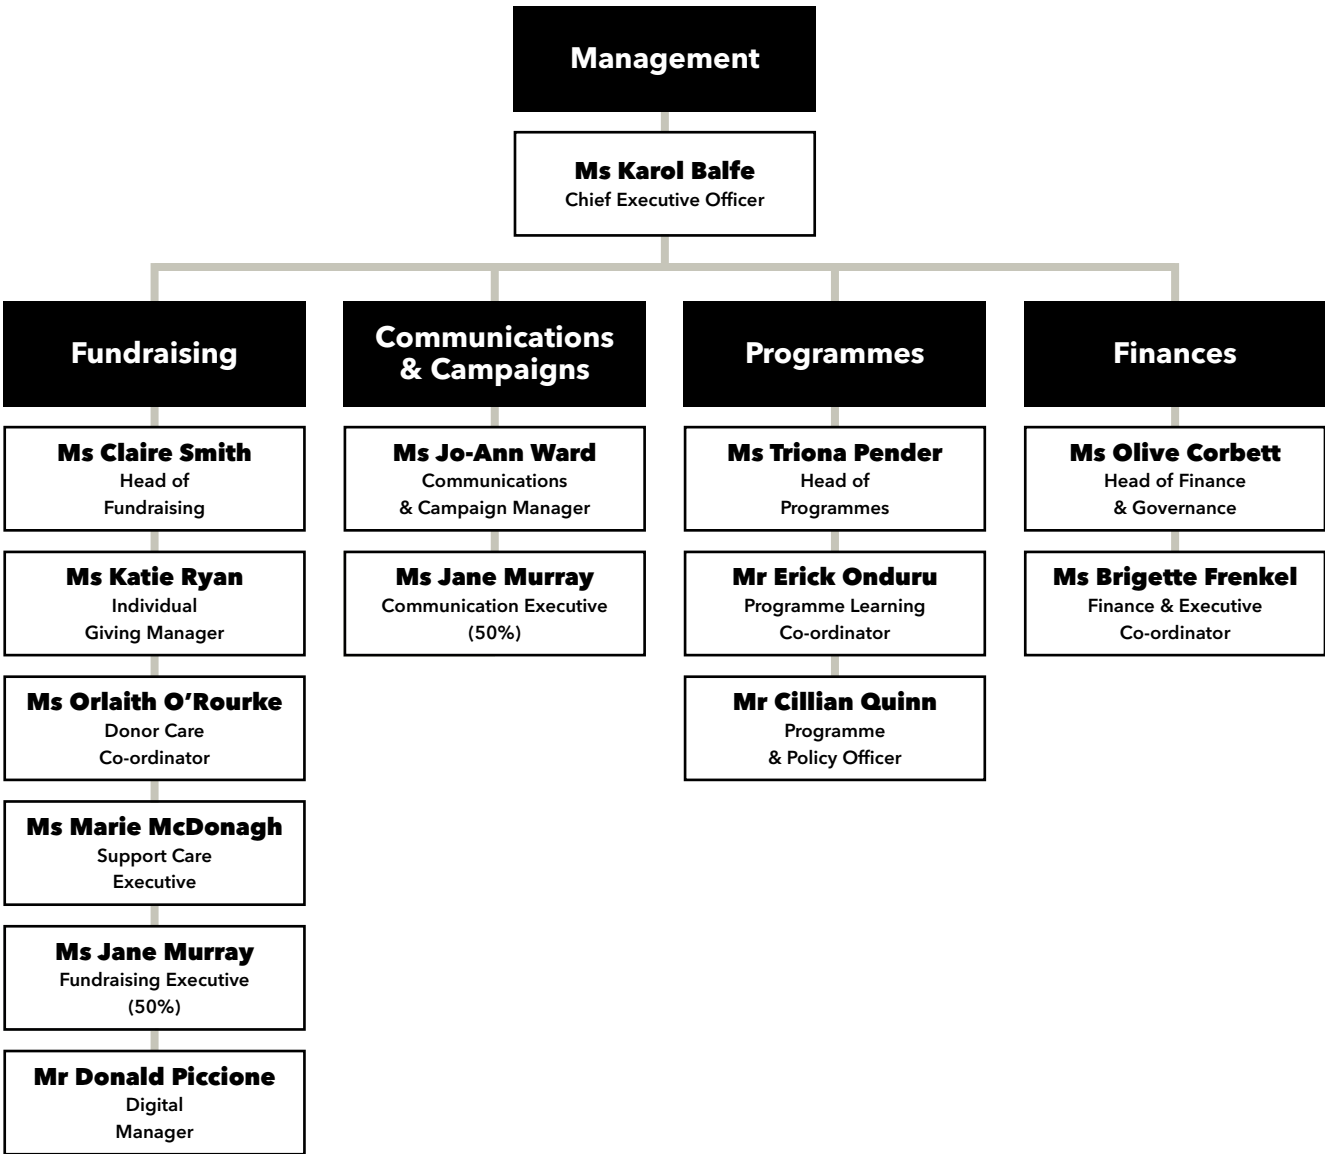 Management
Ms Karol Balfe
Chief Executive Officer
Fundraising
Ms Claire Smith
Head of
Fundraising
Ms Katie Ryan
Individual
Giving Manager
Ms Orlaith O’Rourke
Donor Care
Co-ordinator
Ms Marie McDonagh
Support Care
Executive
Ms Jane Murray
Fundraising Executive
(50%)
Mr Donald Piccione
Digital
Manager
Communications
& Campaigns
Ms Jo-Ann Ward
Communications
& Campaign Manager
Ms Jane Murray
Communication Executive
(50%)
Programmes
Ms Triona Pender
Head of
Programmes
Mr Erick Onduru
Programme Learning
Co-ordinator
Mr Cillian Quinn
Programme
& Policy Officer
Finances
Ms Olive Corbett
Head of Finance
& Governance
Ms Brigette Frenkel
Finance & Executive
Co-ordinator